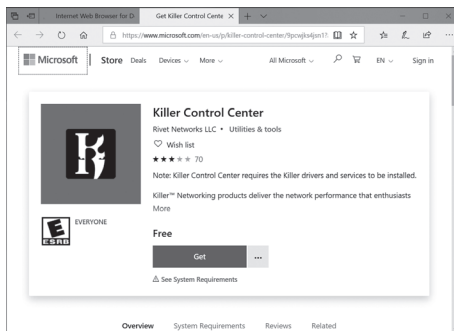 Internet Web Browser for D
Get Killer Control Cente
https://www.microsoft.com/en-us/p/killer-control-center/9pcwjkx4jsn1?
Microsoft Store Deals Devices More All Microsoft EN Sign in
Killer Control Center
Rivet Networks LLC • Utilities & tools
Wish list
★★★★★ 70
Note: Killer Control Center requires the Killer drivers and services to be installed.
Killer™ Networking products deliver the network performance that enthusiasts
More
EVERYONE
E
ESRB
Free
Get ...
See System Requirements
Overview System Requirements Reviews Related